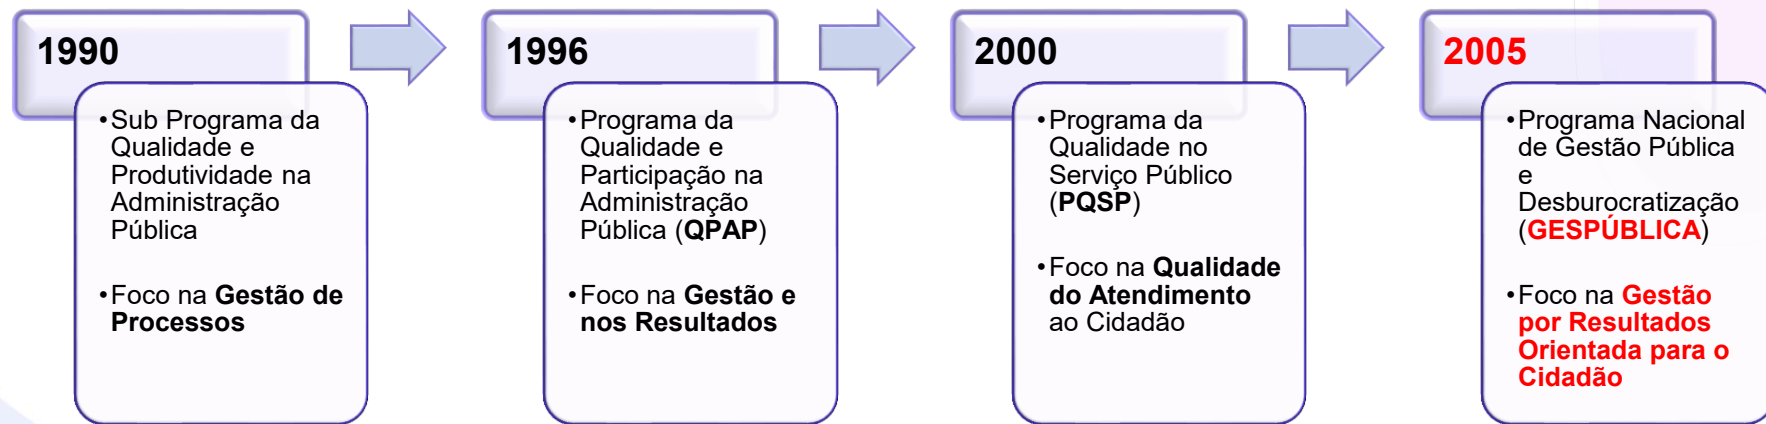 1990
•Sub Programa da
Qualidade e
Produtividade na
Administração
Pública
•Foco na Gestão de
Processos
1996
•Programa da
Qualidade e
Participação na
Administração
Pública (QPAP)
•Foco na Gestão e
nos Resultados
2000
•Programa da
Qualidade no
Serviço Público
(PQSP)
•Foco na Qualidade
do Atendimento
ao Cidadão
2005
•Programa Nacional
de Gestão Pública
e
Desburocratização
(GESPÚBLICA)
•Foco na Gestão
por Resultados
Orientada para o
Cidadão